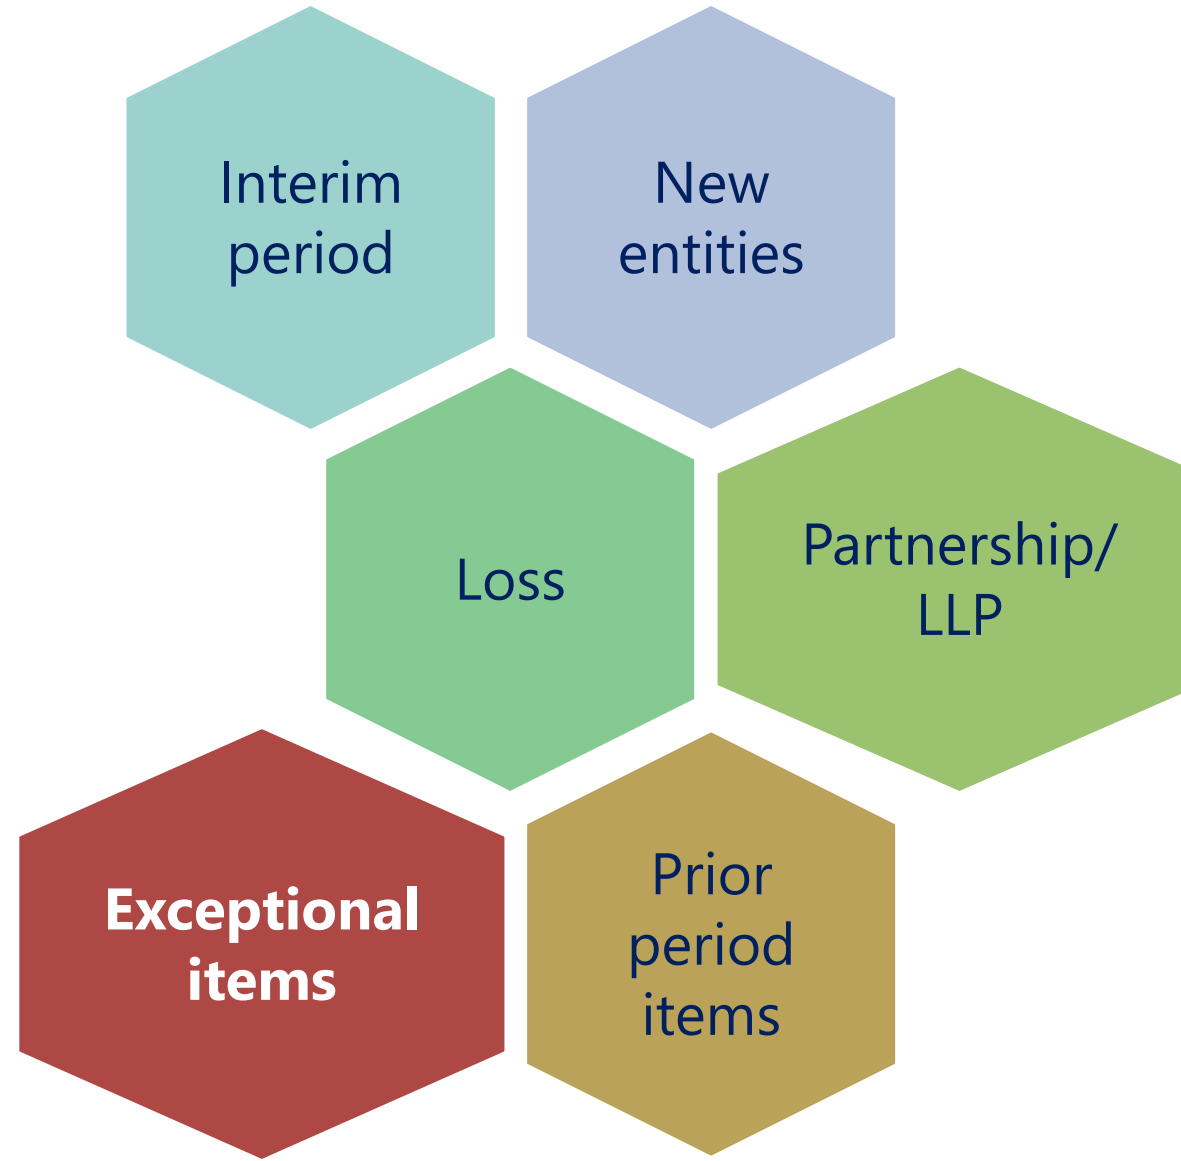 Interim
period
New
entities
Loss
Partnership/
LLP
Exceptional
items
Prior
period
items